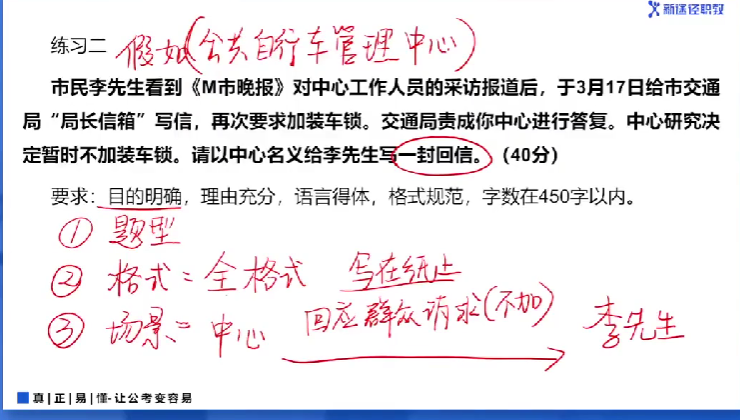 新途径职教
练习二 假如(公共自行车管理中心)
市民李先生看到《M市晚报》对中心工作人员的采访报道后，于3月17日给市交通
局“局长信箱”写信，再次要求加装车锁。交通局责成你中心进行答复。中心研究决
定暂时不加装车锁。请以中心名义给李先生写一封回信。（40分）
要求：目的明确，理由充分，语言得体，格式规范，字数在450字以内。
① 题型
② 格式=全格式 写在纸上
③ 场景=中心 回应群众请求(不加) 李先生
真|正|易|懂-让公考变容易